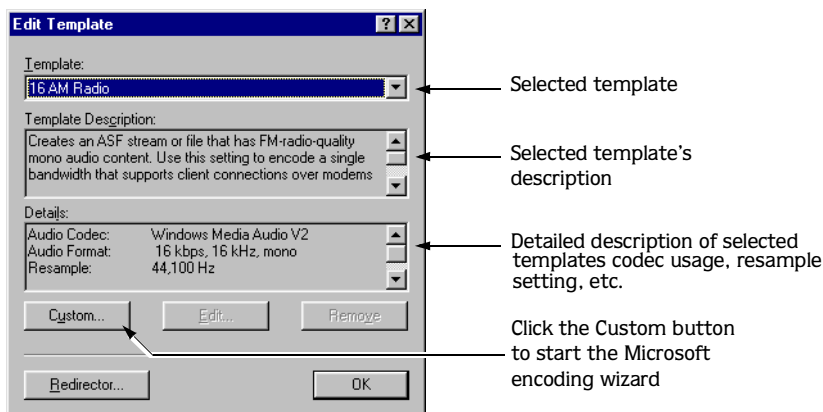 Edit Template
Template:
16 AM Radio
Selected template
Template Description:
Creates an ASF stream or file that has FM-radio-quality
mono audio content. Use this setting to encode a single
bandwidth that supports client connections over modems
Selected template's
description
Details:
Audio Codec: Windows Media Audio V2
Audio Format: 16 kbps, 16 kHz, mono
Resample: 44,100 Hz
Detailed description of selected
templates codec usage, resample
setting, etc.
Custom...
Edit...
Remove
Click the Custom button
to start the Microsoft
encoding wizard
Redirector...
OK